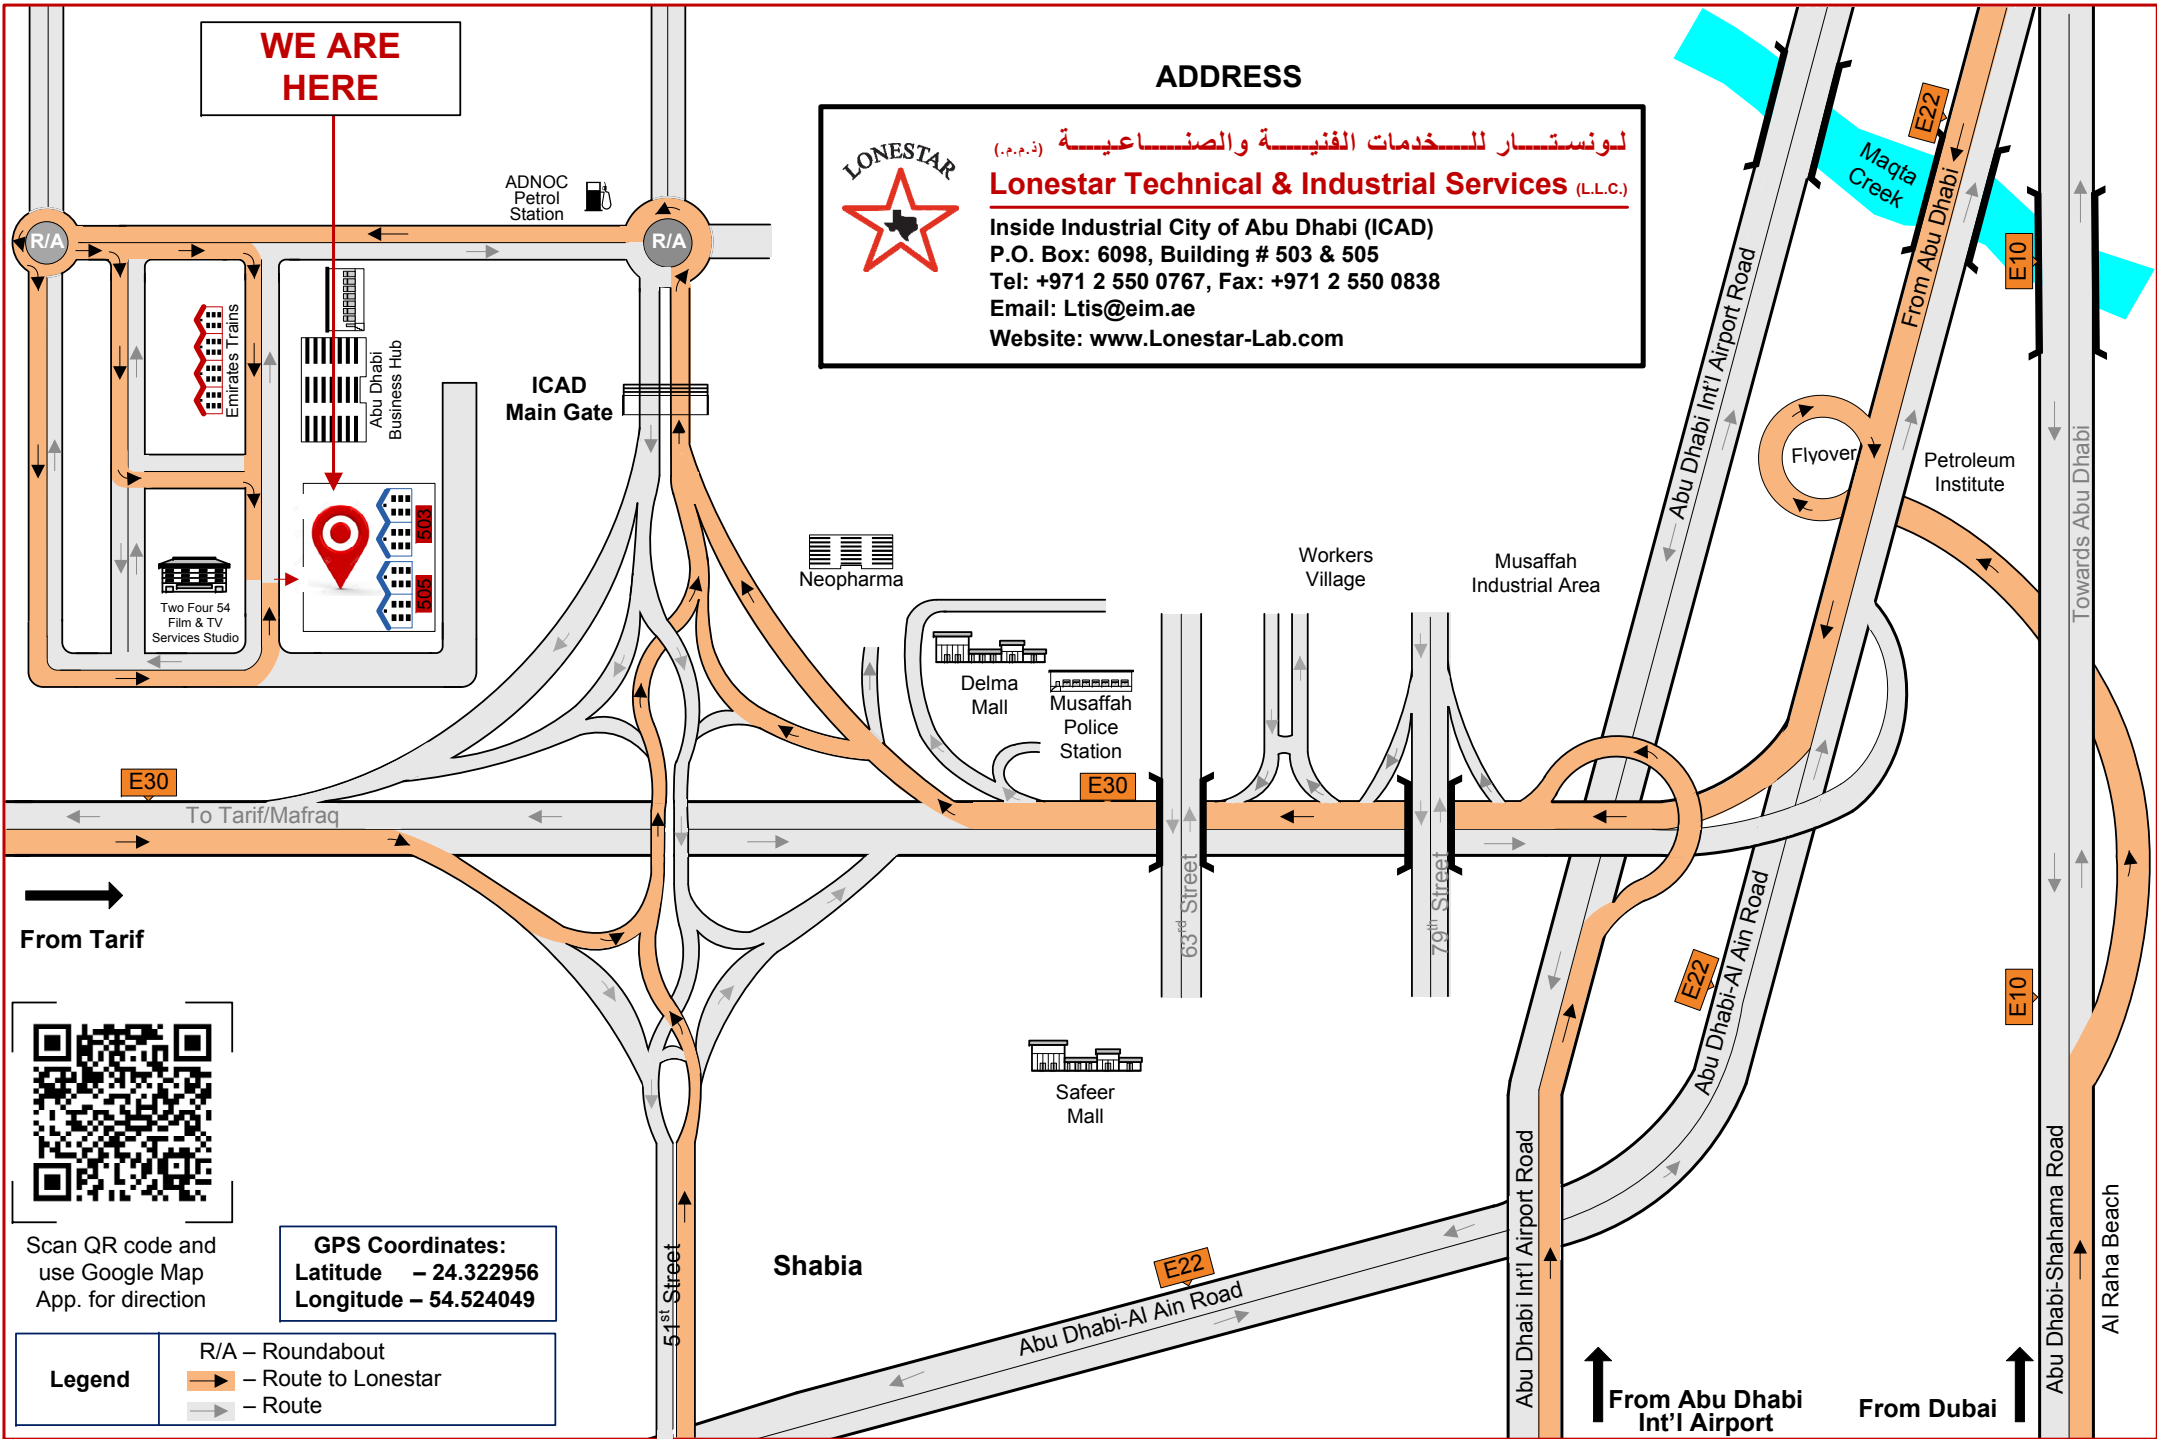 WE ARE
HERE
ADDRESS
LONESTAR
لـونـستــــار للــــخدمات الفنيــــة والصنـــــاعـيــــة (ذ.م.م.)
Lonestar Technical & Industrial Services (L.L.C.)
Inside Industrial City of Abu Dhabi (ICAD)
P.O. Box: 6098, Building # 503 & 505
Tel: +971 2 550 0767, Fax: +971 2 550 0838
Email: Ltis@eim.ae
Website: www.Lonestar-Lab.com
ADNOC
Petrol
Station
R/A
R/A
Emirates Trains
Abu Dhabi
Business Hub
ICAD
Main Gate
503
505
Two Four 54
Film & TV
Services Studio
Neopharma
Delma
Mall
Musaffah
Police
Station
Workers
Village
Musaffah
Industrial Area
Abu Dhabi Int'l Airport Road
From Abu Dhabi
E22
Maqta
Creek
E10
Flyover
Petroleum
Institute
Towards Abu Dhabi
E30
To Tarif/Mafraq
E30
63rd Street
79th Street
From Tarif
E22
Abu Dhabi-Al Ain Road
E10
Safeer
Mall
Scan QR code and
use Google Map
App. for direction
GPS Coordinates:
Latitude – 24.322956
Longitude – 54.524049
Legend
R/A – Roundabout
– Route to Lonestar
– Route
51st Street
Shabia
E22
Abu Dhabi-Al Ain Road
Abu Dhabi Int'l Airport Road
From Abu Dhabi
Int'l Airport
From Dubai
Abu Dhabi-Shahama Road
Al Raha Beach